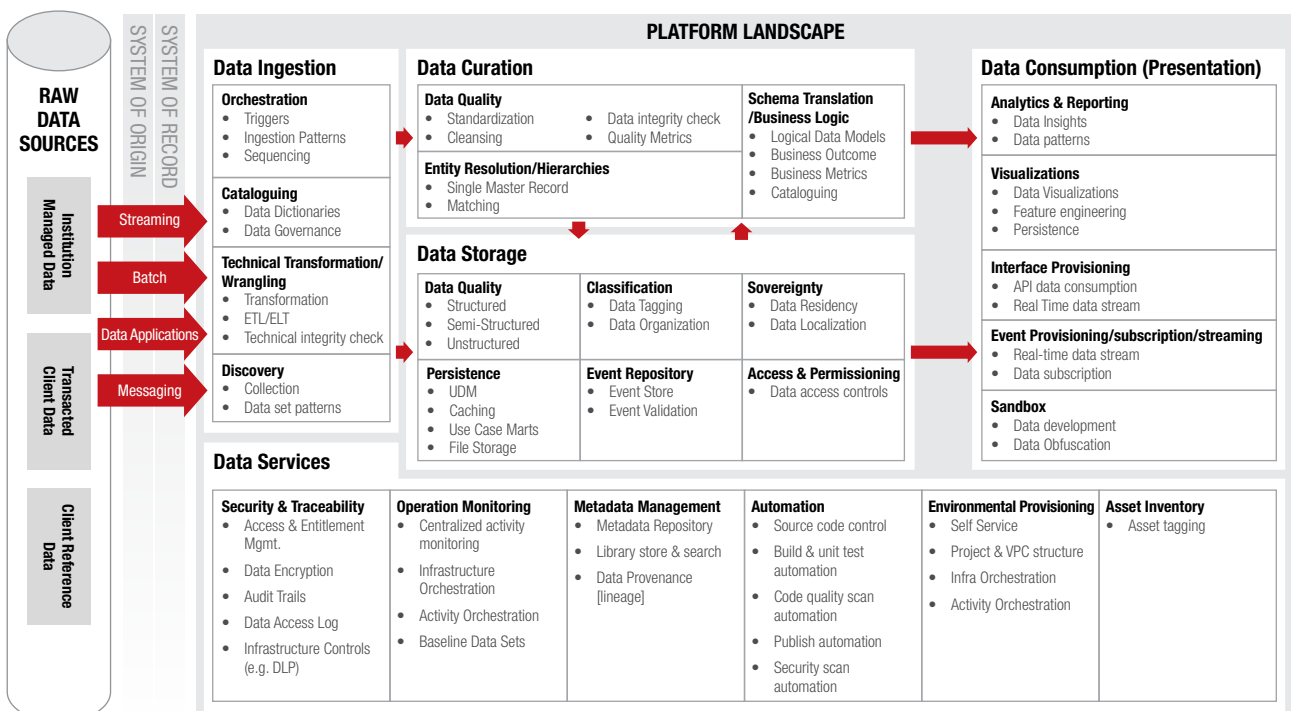 PLATFORM LANDSCAPE
RAW
DATA
SOURCES
Institution
Managed Data
Transacted
Client Data
Client Reference
Data
SYSTEM OF ORIGIN
SYSTEM OF RECORD
Streaming
Batch
Data Applications
Messaging
Data Ingestion
Orchestration
• Triggers
• Ingestion Patterns
• Sequencing
Cataloguing
• Data Dictionaries
• Data Governance
Technical Transformation/
Wrangling
• Transformation
• ETL/ELT
• Technical integrity check
Discovery
• Collection
• Data set patterns
Data Curation
Data Quality
• Standardization
• Cleansing
• Data integrity check
• Quality Metrics
Entity Resolution/Hierarchies
• Single Master Record
• Matching
Schema Translation
/Business Logic
• Logical Data Models
• Business Outcome
• Business Metrics
• Cataloguing
Data Storage
Data Quality
• Structured
• Semi-Structured
• Unstructured
Classification
• Data Tagging
• Data Organization
Sovereignty
• Data Residency
• Data Localization
Persistence
• UDM
• Caching
• Use Case Marts
• File Storage
Event Repository
• Event Store
• Event Validation
Access & Permissioning
• Data access controls
Data Consumption (Presentation)
Analytics & Reporting
• Data Insights
• Data patterns
Visualizations
• Data Visualizations
• Feature engineering
• Persistence
Interface Provisioning
• API data consumption
• Real Time data stream
Event Provisioning/subscription/streaming
• Real-time data stream
• Data subscription
Sandbox
• Data development
• Data Obfuscation
Data Services
Security & Traceability
• Access & Entitlement
Mgmt.
• Data Encryption
• Audit Trails
• Data Access Log
• Infrastructure Controls
(e.g. DLP)
Operation Monitoring
• Centralized activity
monitoring
• Infrastructure
Orchestration
• Activity Orchestration
• Baseline Data Sets
Metadata Management
• Metadata Repository
• Library store & search
• Data Provenance
[lineage]
Automation
• Source code control
• Build & unit test
automation
• Code quality scan
automation
• Publish automation
• Security scan
automation
Environmental Provisioning
• Self Service
• Project & VPC structure
• Infra Orchestration
• Activity Orchestration
Asset Inventory
• Asset tagging